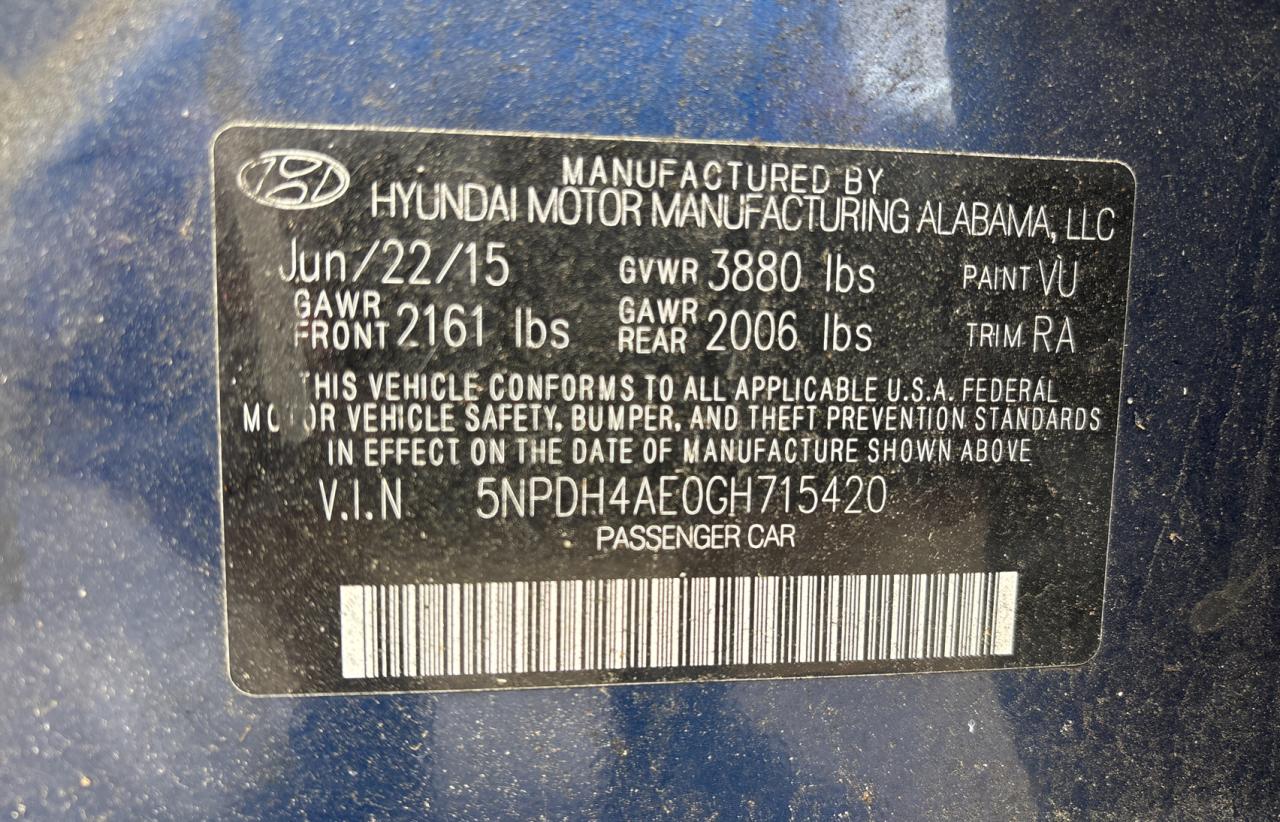 MANUFACTURED BY
HYUNDAI MOTOR MANUFACTURING ALABAMA, LLC
Jun/22/15 GVWR 3880 lbs PAINT VU
GAWR FRONT 2161 lbs GAWR REAR 2006 lbs TRIM RA
THIS VEHICLE CONFORMS TO ALL APPLICABLE U.S.A. FEDERAL
MOTOR VEHICLE SAFETY, BUMPER, AND THEFT PREVENTION STANDARDS
IN EFFECT ON THE DATE OF MANUFACTURE SHOWN ABOVE
V.I.N 5NPDH4AE0GH715420
PASSENGER CAR